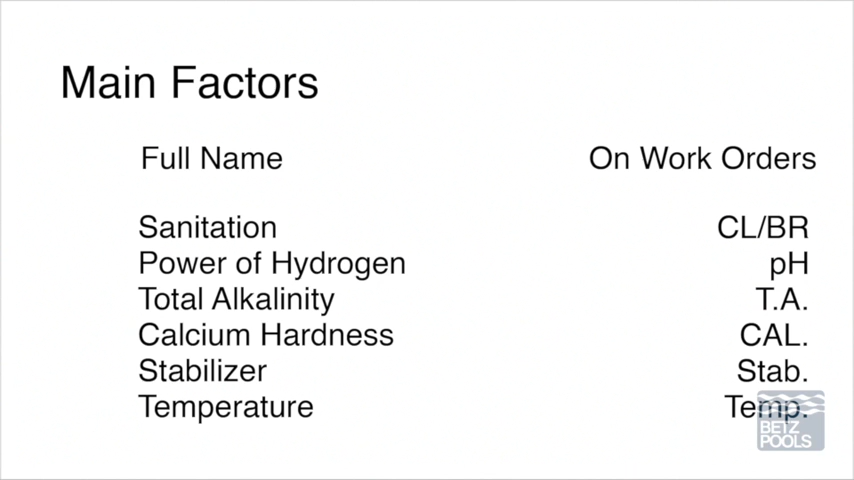 Main Factors
Full Name On Work Orders
Sanitation CL/BR
Power of Hydrogen pH
Total Alkalinity T.A.
Calcium Hardness CAL.
Stabilizer Stab.
Temperature Temp.
BETZ
POOLS